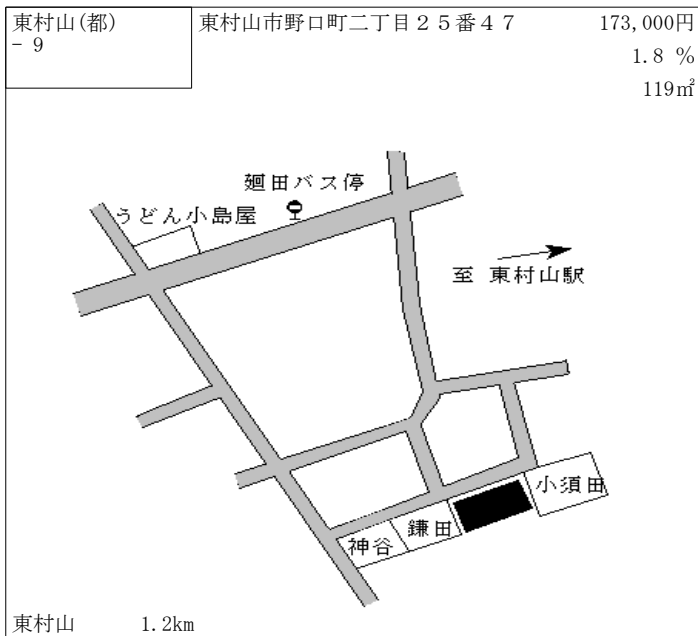 東村山(都)
- 9
東村山市野口町二丁目２５番４７
173,000円
1.8 %
119㎡
廻田バス停
うどん小島屋
至 東村山駅
小須田
鎌田
神谷
東村山 1.2km